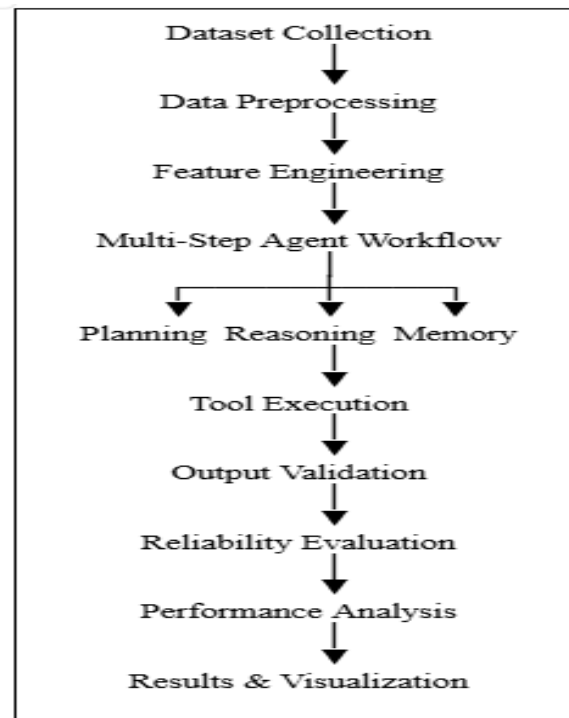 Dataset Collection
Data Preprocessing
Feature Engineering
Multi-Step Agent Workflow
Planning Reasoning Memory
Tool Execution
Output Validation
Reliability Evaluation
Performance Analysis
Results & Visualization